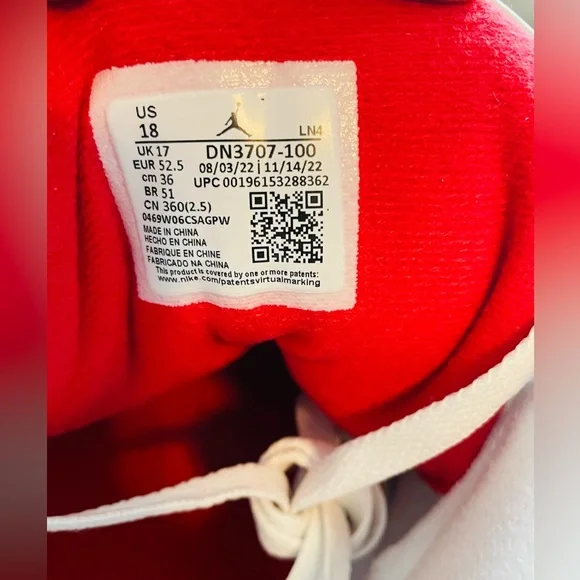 US
18
LN4
UK 17
DN3707-100
EUR 52.5
08/03/22 | 11/14/22
cm 36
UPC 00196153288362
BR 51
CN 360(2.5)
0469W06CSAGPW
MADE IN CHINA
HECHO EN CHINA
FABRIQUE EN CHINE
FABRICADO NA CHINA
This product is covered by one or more patents:
www.nike.com/patentsvirtualmarking